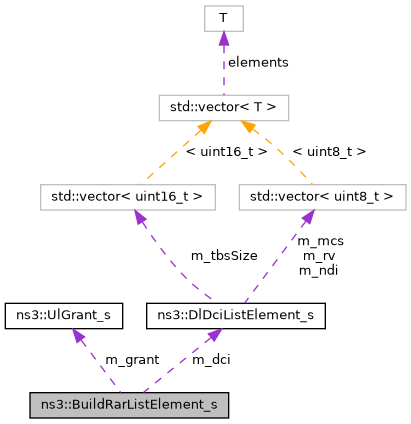 T
elements
std::vector< T >
< uint16_t >
< uint8_t >
std::vector< uint16_t >
std::vector< uint8_t >
m_tbsSize
m_mcs
m_rv
m_ndi
ns3::UlGrant_s
ns3::DlDciListElement_s
m_grant
m_dci
ns3::BuildRarListElement_s